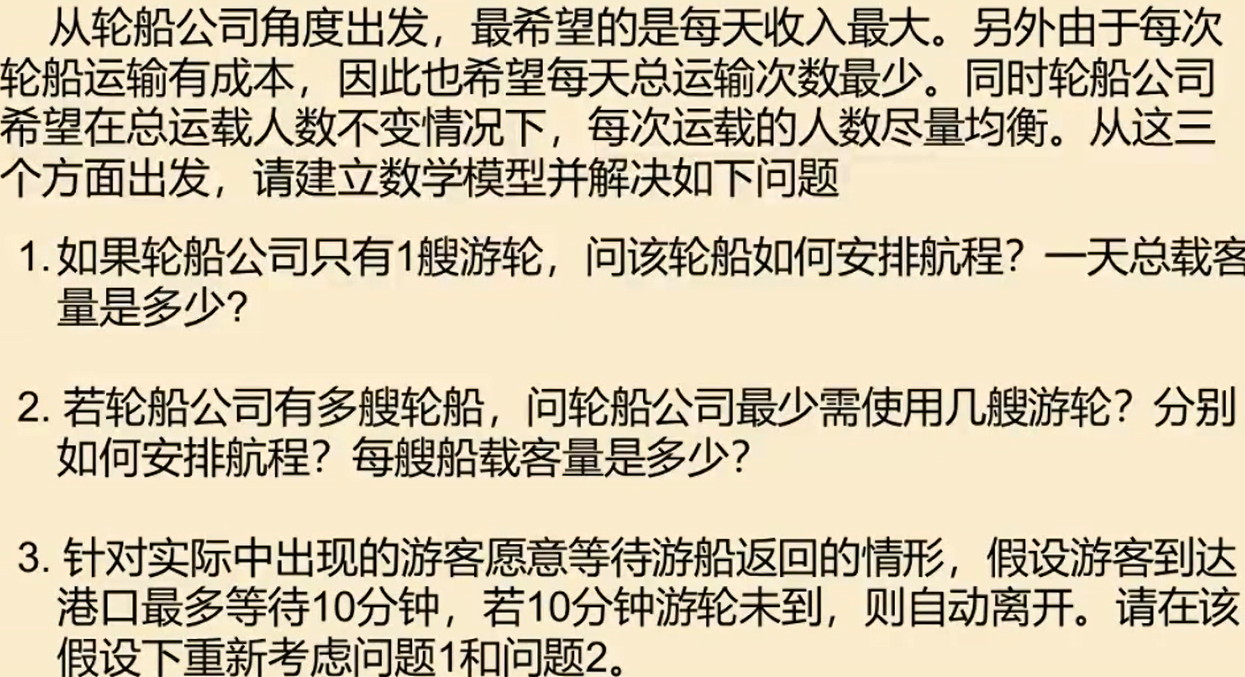 从轮船公司角度出发，最希望的是每天收入最大。另外由于每次
轮船运输有成本，因此也希望每天总运输次数最少。同时轮船公司
希望在总运载人数不变情况下，每次运载的人数尽量均衡。从这三
个方面出发，请建立数学模型并解决如下问题
1. 如果轮船公司只有1艘游轮，问该轮船如何安排航程？一天总载客
量是多少？
2. 若轮船公司有多艘轮船，问轮船公司最少需使用几艘游轮？分别
如何安排航程？每艘船载客量是多少？
3. 针对实际中出现的游客愿意等待游船返回的情形，假设游客到达
港口最多等待10分钟，若10分钟游轮未到，则自动离开。请在该
假设下重新考虑问题1和问题2。